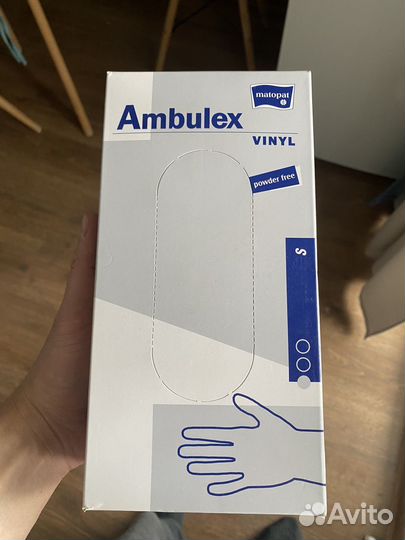 matopat
Ambulex
VINYL
powder free
S
Avito